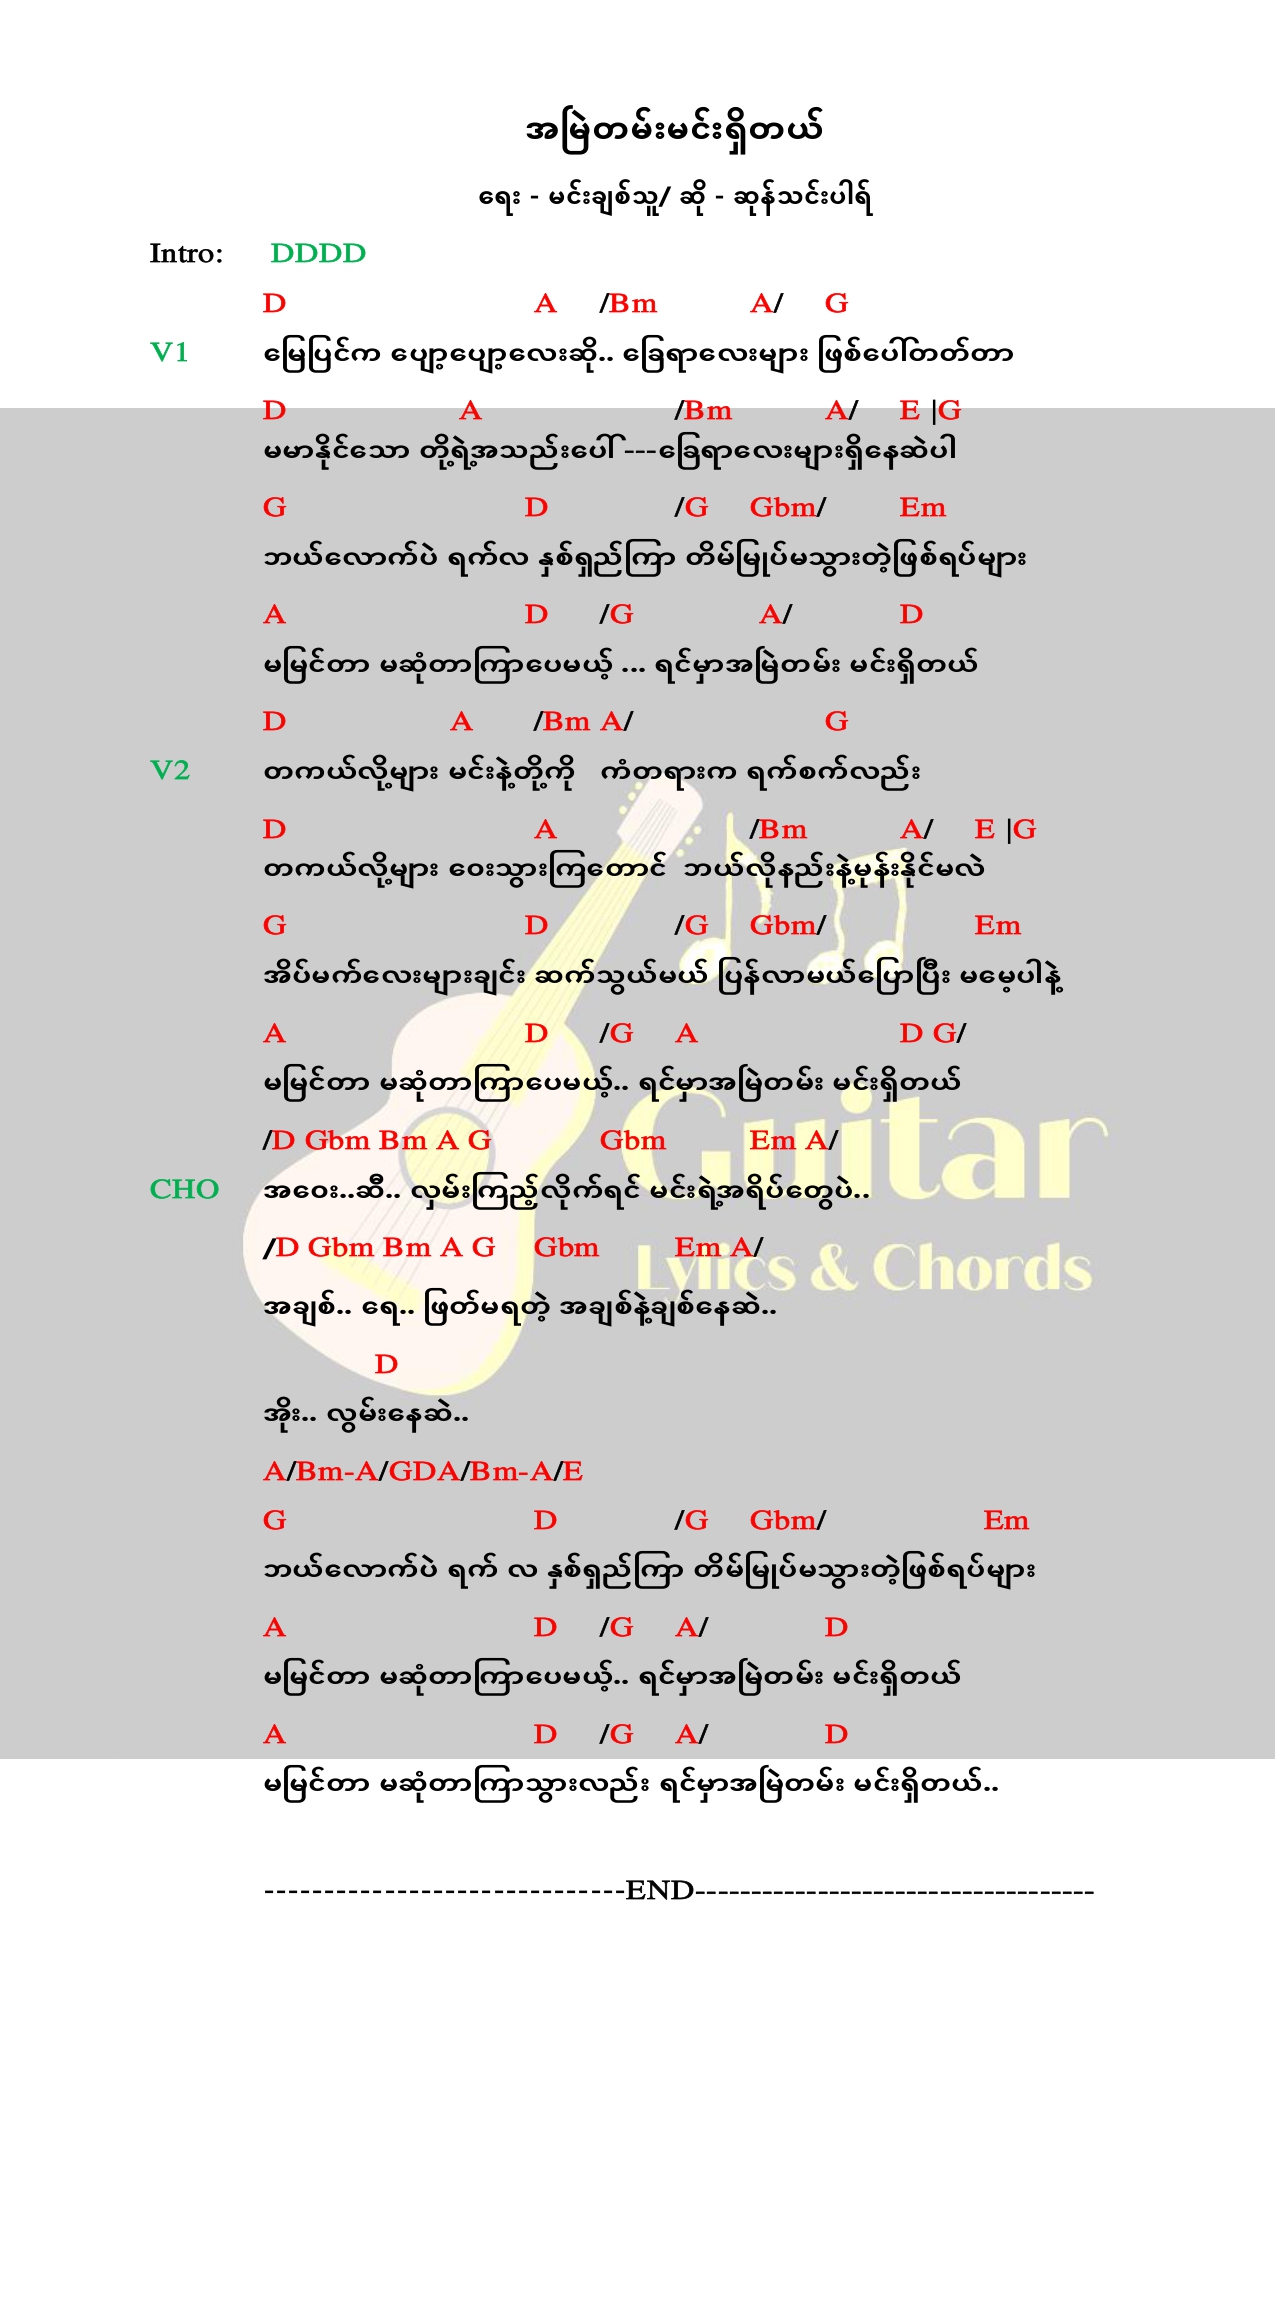 အမြဲတမ်းမင်းရှိတယ်
ရေး - မင်းချစ်သူ/ ဆို - ဆုန်သင်းပါရ်
Intro: DDDD
D A /Bm A/ G
V1 မြေပြင်က ပျော့ပျော့လေးဆို.. ခြေရာလေးများ ဖြစ်ပေါ်တတ်တာ
D A /Bm A/ E |G
မမာနိုင်သော တို့ရဲ့အသည်းပေါ် ---ခြေရာလေးများရှိနေဆဲပါ
G D /G Gbm/ Em
ဘယ်လောက်ပဲ ရက်လ နှစ်ရှည်ကြာ တိမ်မြုပ်မသွားတဲ့ဖြစ်ရပ်များ
A D /G A/ D
မမြင်တာ မဆုံတာကြာပေမယ့် ... ရင်မှာအမြဲတမ်း မင်းရှိတယ်
D A /Bm A/ G
V2 တကယ်လို့များ မင်းနဲ့တို့ကို ကံတရားက ရက်စက်လည်း
D A /Bm A/ E |G
တကယ်လို့များ ဝေးသွားကြတောင် ဘယ်လိုနည်းနဲ့မုန်းနိုင်မလဲ
G D /G Gbm/ Em
အိပ်မက်လေးများချင်း ဆက်သွယ်မယ် ပြန်လာမယ်ပြောပြီး မမေ့ပါနဲ့
A D /G A D G/
မမြင်တာ မဆုံတာကြာပေမယ့်.. ရင်မှာအမြဲတမ်း မင်းရှိတယ်
/D Gbm Bm A G Gbm Em A/
CHO အဝေး..ဆီ.. လှမ်းကြည့်လိုက်ရင် မင်းရဲ့အရိပ်တွေပဲ..
/D Gbm Bm A G Gbm Em A/
အချစ်.. ရေ.. ဖြတ်မရတဲ့ အချစ်နဲ့ချစ်နေဆဲ..
D
အိုး.. လွမ်းနေဆဲ..
A/Bm-A/GDA/Bm-A/E
G D /G Gbm/ Em
ဘယ်လောက်ပဲ ရက် လ နှစ်ရှည်ကြာ တိမ်မြုပ်မသွားတဲ့ဖြစ်ရပ်များ
A D /G A/ D
မမြင်တာ မဆုံတာကြာပေမယ့်.. ရင်မှာအမြဲတမ်း မင်းရှိတယ်
A D /G A/ D
မမြင်တာ မဆုံတာကြာသွားလည်း ရင်မှာအမြဲတမ်း မင်းရှိတယ်..
------------------------------END------------------------------------
Guitar
Lyrics & Chords